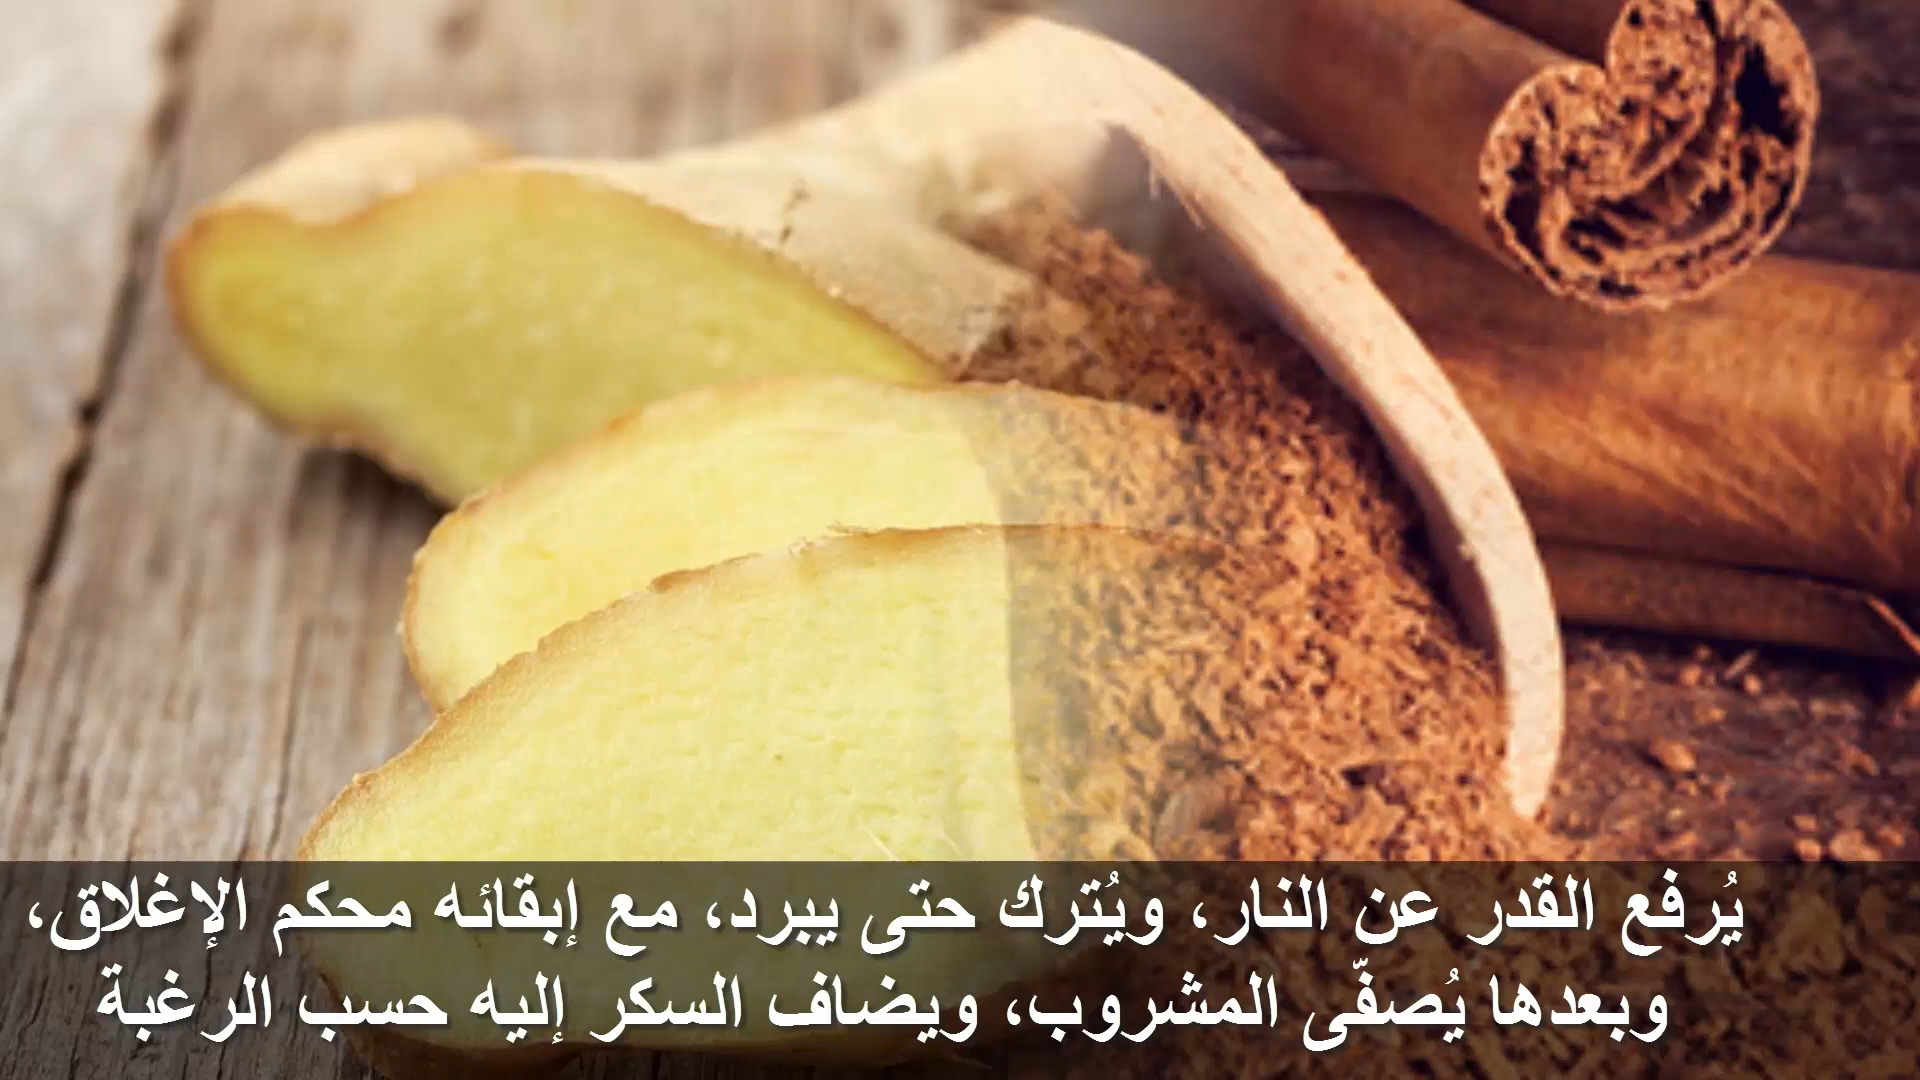 يُرفع القدر عن النار، ويُترك حتى يبرد، مع إبقائه محكم الإغلاق،
وبعدها يُصفّى المشروب، ويضاف السكر إليه حسب الرغبة